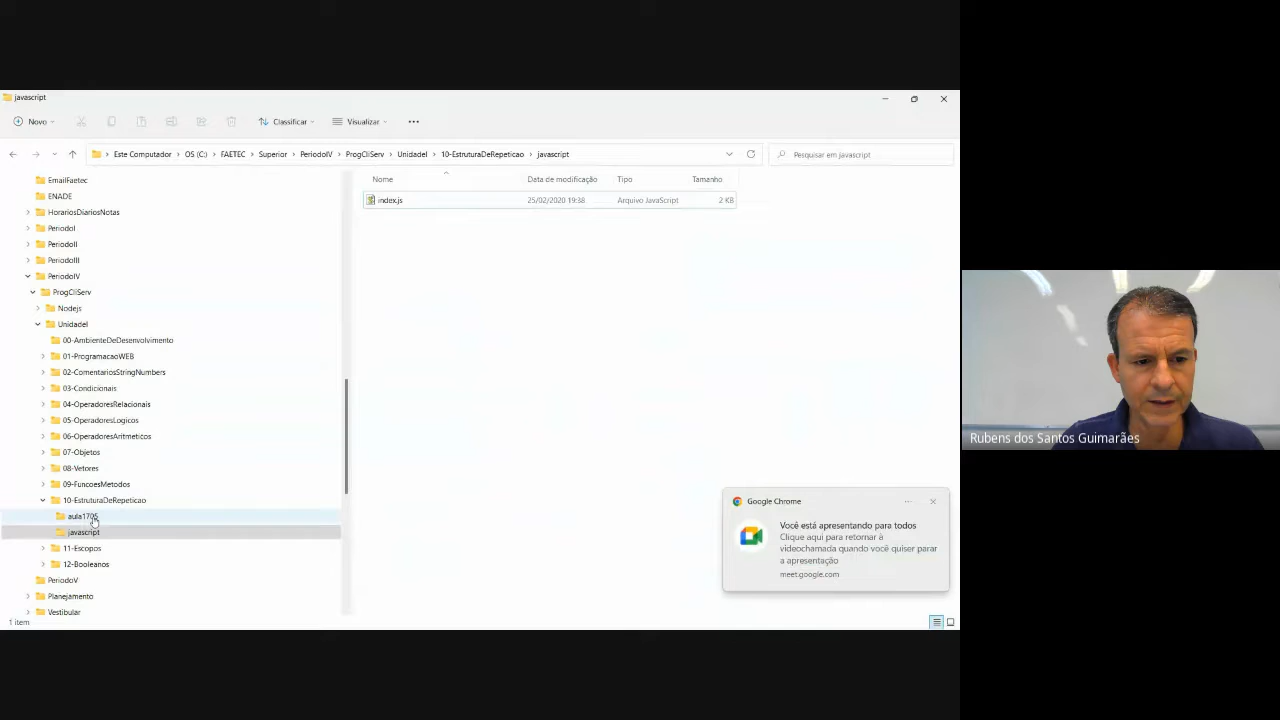 javascript
Novo
Classificar
Visualizar
Este Computador > OS (C:) > FAETEC > Superior > PeriodoIV > ProgCliServ > UnidadeI > 10-EstruturaDeRepeticao > javascript
Pesquisar em javascript
EmailFaetec
ENADE
HorariosDiariosNotas
PeriodoI
PeriodoII
PeriodoIII
PeriodoIV
ProgCliServ
Nodejs
UnidadeI
00-AmbienteDeDesenvolvimento
01-ProgramacaoWEB
02-ComentariosStringNumbers
03-Condicionais
04-OperadoresRelacionais
05-OperadoresLogicos
06-OperadoresAritmeticos
07-Objetos
08-Vetores
09-FuncoesMetodos
10-EstruturaDeRepeticao
aula1705
javascript
11-Escopos
12-Booleanos
PeriodoV
Planejamento
Vestibular
1 item
Nome Data de modificação Tipo Tamanho
index.js 25/02/2020 19:38 Arquivo JavaScript 2 KB
Google Chrome
Você está apresentando para todos
Clique aqui para retornar à
videochamada quando você quiser parar
a apresentação
meet.google.com
Rubens dos Santos Guimarães